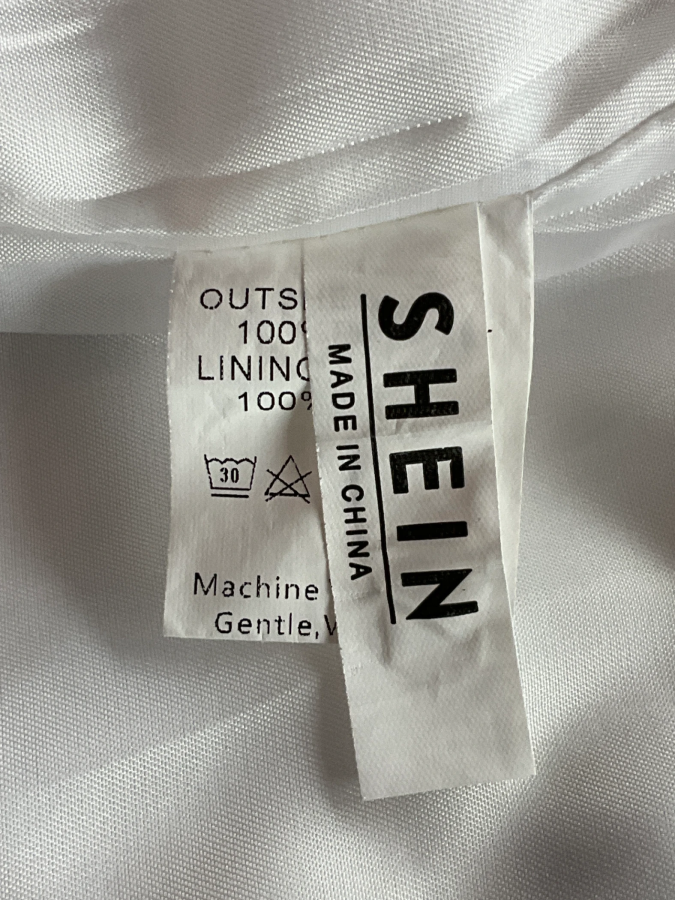 OUTS
100
LINING
100%
30
Machine
Gentle,
SHEIN
MADE IN CHINA